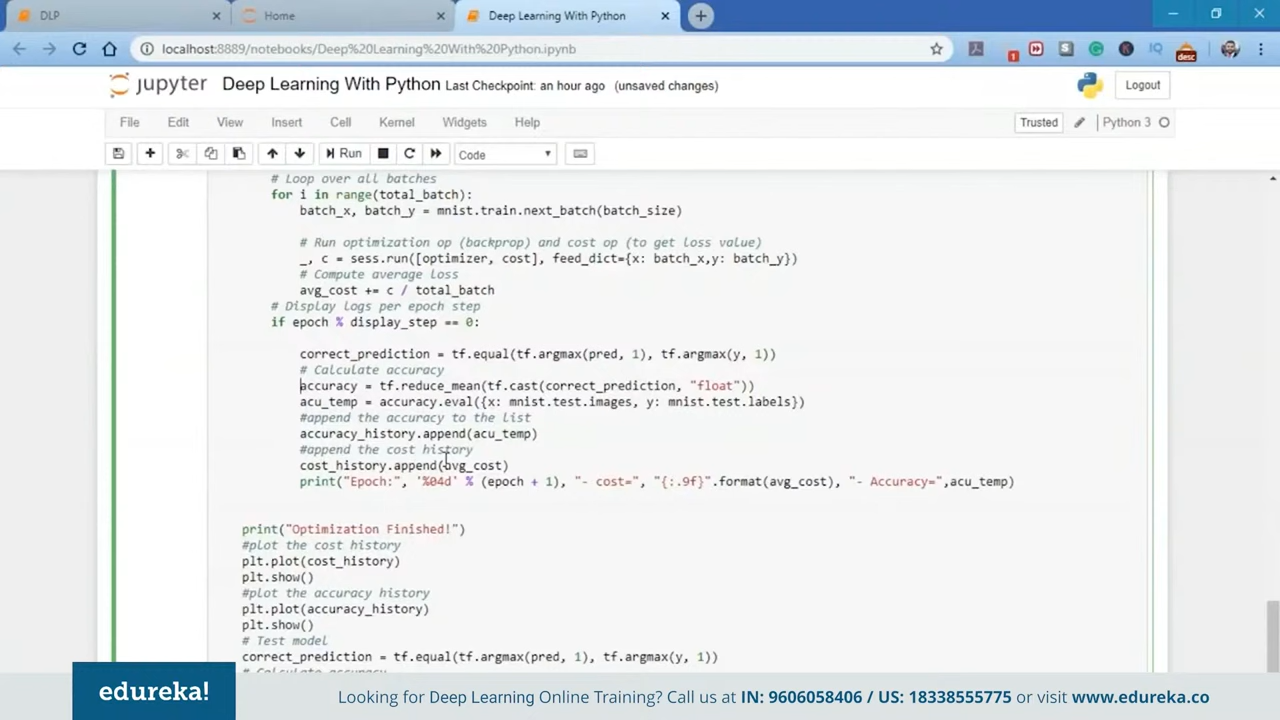 DLP
Home
Deep Learning With Python
localhost:8889/notebooks/Deep%20Learning%20With%20Python.ipynb
1
S
K
IQ
desc
jupyter Deep Learning With Python Last Checkpoint: an hour ago (unsaved changes)
Logout
File Edit View Insert Cell Kernel Widgets Help
Trusted
Python 3
Run
Code
# Loop over all batches
for i in range(total_batch):
batch_x, batch_y = mnist.train.next_batch(batch_size)
# Run optimization op (backprop) and cost op (to get loss value)
_, c = sess.run([optimizer, cost], feed_dict={x: batch_x,y: batch_y})
# Compute average loss
avg_cost += c / total_batch
# Display logs per epoch step
if epoch % display_step == 0:
correct_prediction = tf.equal(tf.argmax(pred, 1), tf.argmax(y, 1))
# Calculate accuracy
accuracy = tf.reduce_mean(tf.cast(correct_prediction, "float"))
acu_temp = accuracy.eval({x: mnist.test.images, y: mnist.test.labels})
#append the accuracy to the list
accuracy_history.append(acu_temp)
#append the cost history
cost_history.append(avg_cost)
print("Epoch:", '%04d' % (epoch + 1), "- cost=", "{:.9f}".format(avg_cost), "- Accuracy=",acu_temp)
print("Optimization Finished!")
#plot the cost history
plt.plot(cost_history)
plt.show()
#plot the accuracy history
plt.plot(accuracy_history)
plt.show()
# Test model
correct_prediction = tf.equal(tf.argmax(pred, 1), tf.argmax(y, 1))
# Calculate accuracy
edureka!
Looking for Deep Learning Online Training? Call us at IN: 9606058406 / US: 18338555775 or visit www.edureka.co